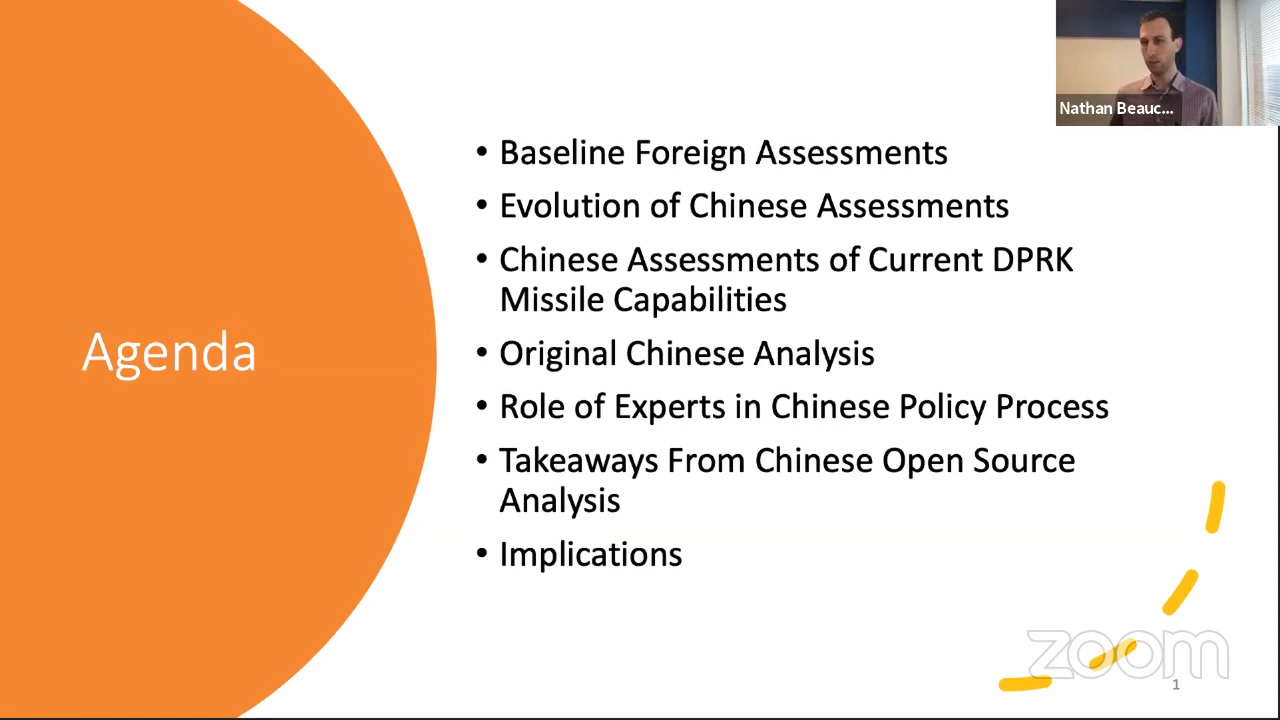 Nathan Beauc...
• Baseline Foreign Assessments
• Evolution of Chinese Assessments
• Chinese Assessments of Current DPRK
Missile Capabilities
Agenda
• Original Chinese Analysis
• Role of Experts in Chinese Policy Process
• Takeaways From Chinese Open Source
Analysis
• Implications
zoom
1